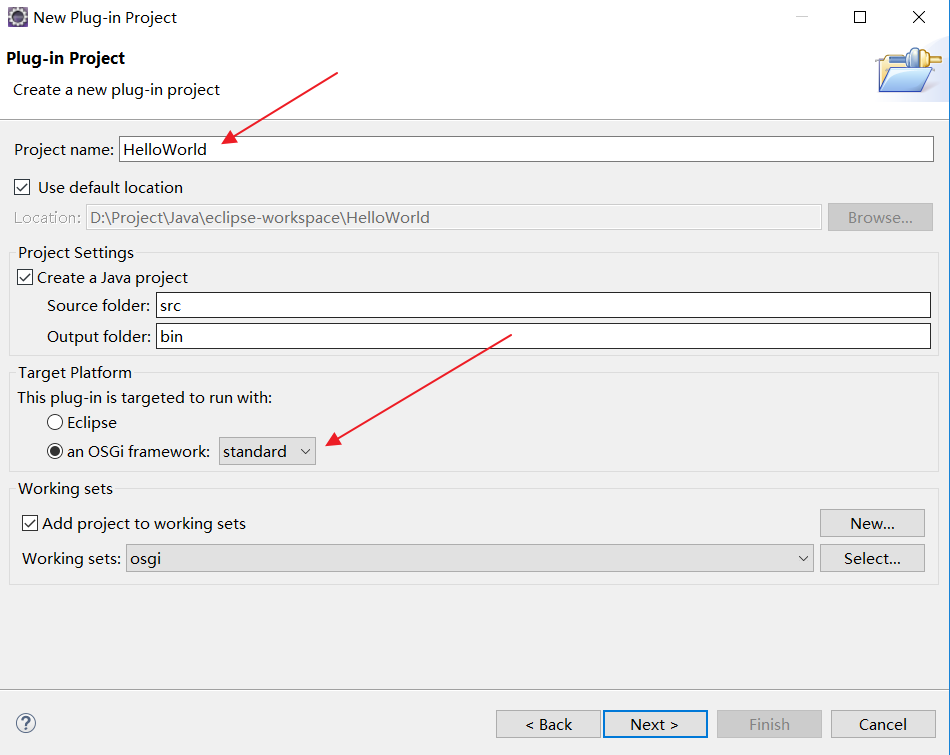 New Plug-in Project
Plug-in Project
Create a new plug-in project
Project name: HelloWorld
Use default location
Location: D:\Project\Java\eclipse-workspace\HelloWorld Browse...
Project Settings
Create a Java project
Source folder: src
Output folder: bin
Target Platform
This plug-in is targeted to run with:
Eclipse
an OSGi framework: standard
Working sets
Add project to working sets New...
Working sets: osgi Select...
? < Back Next > Finish Cancel